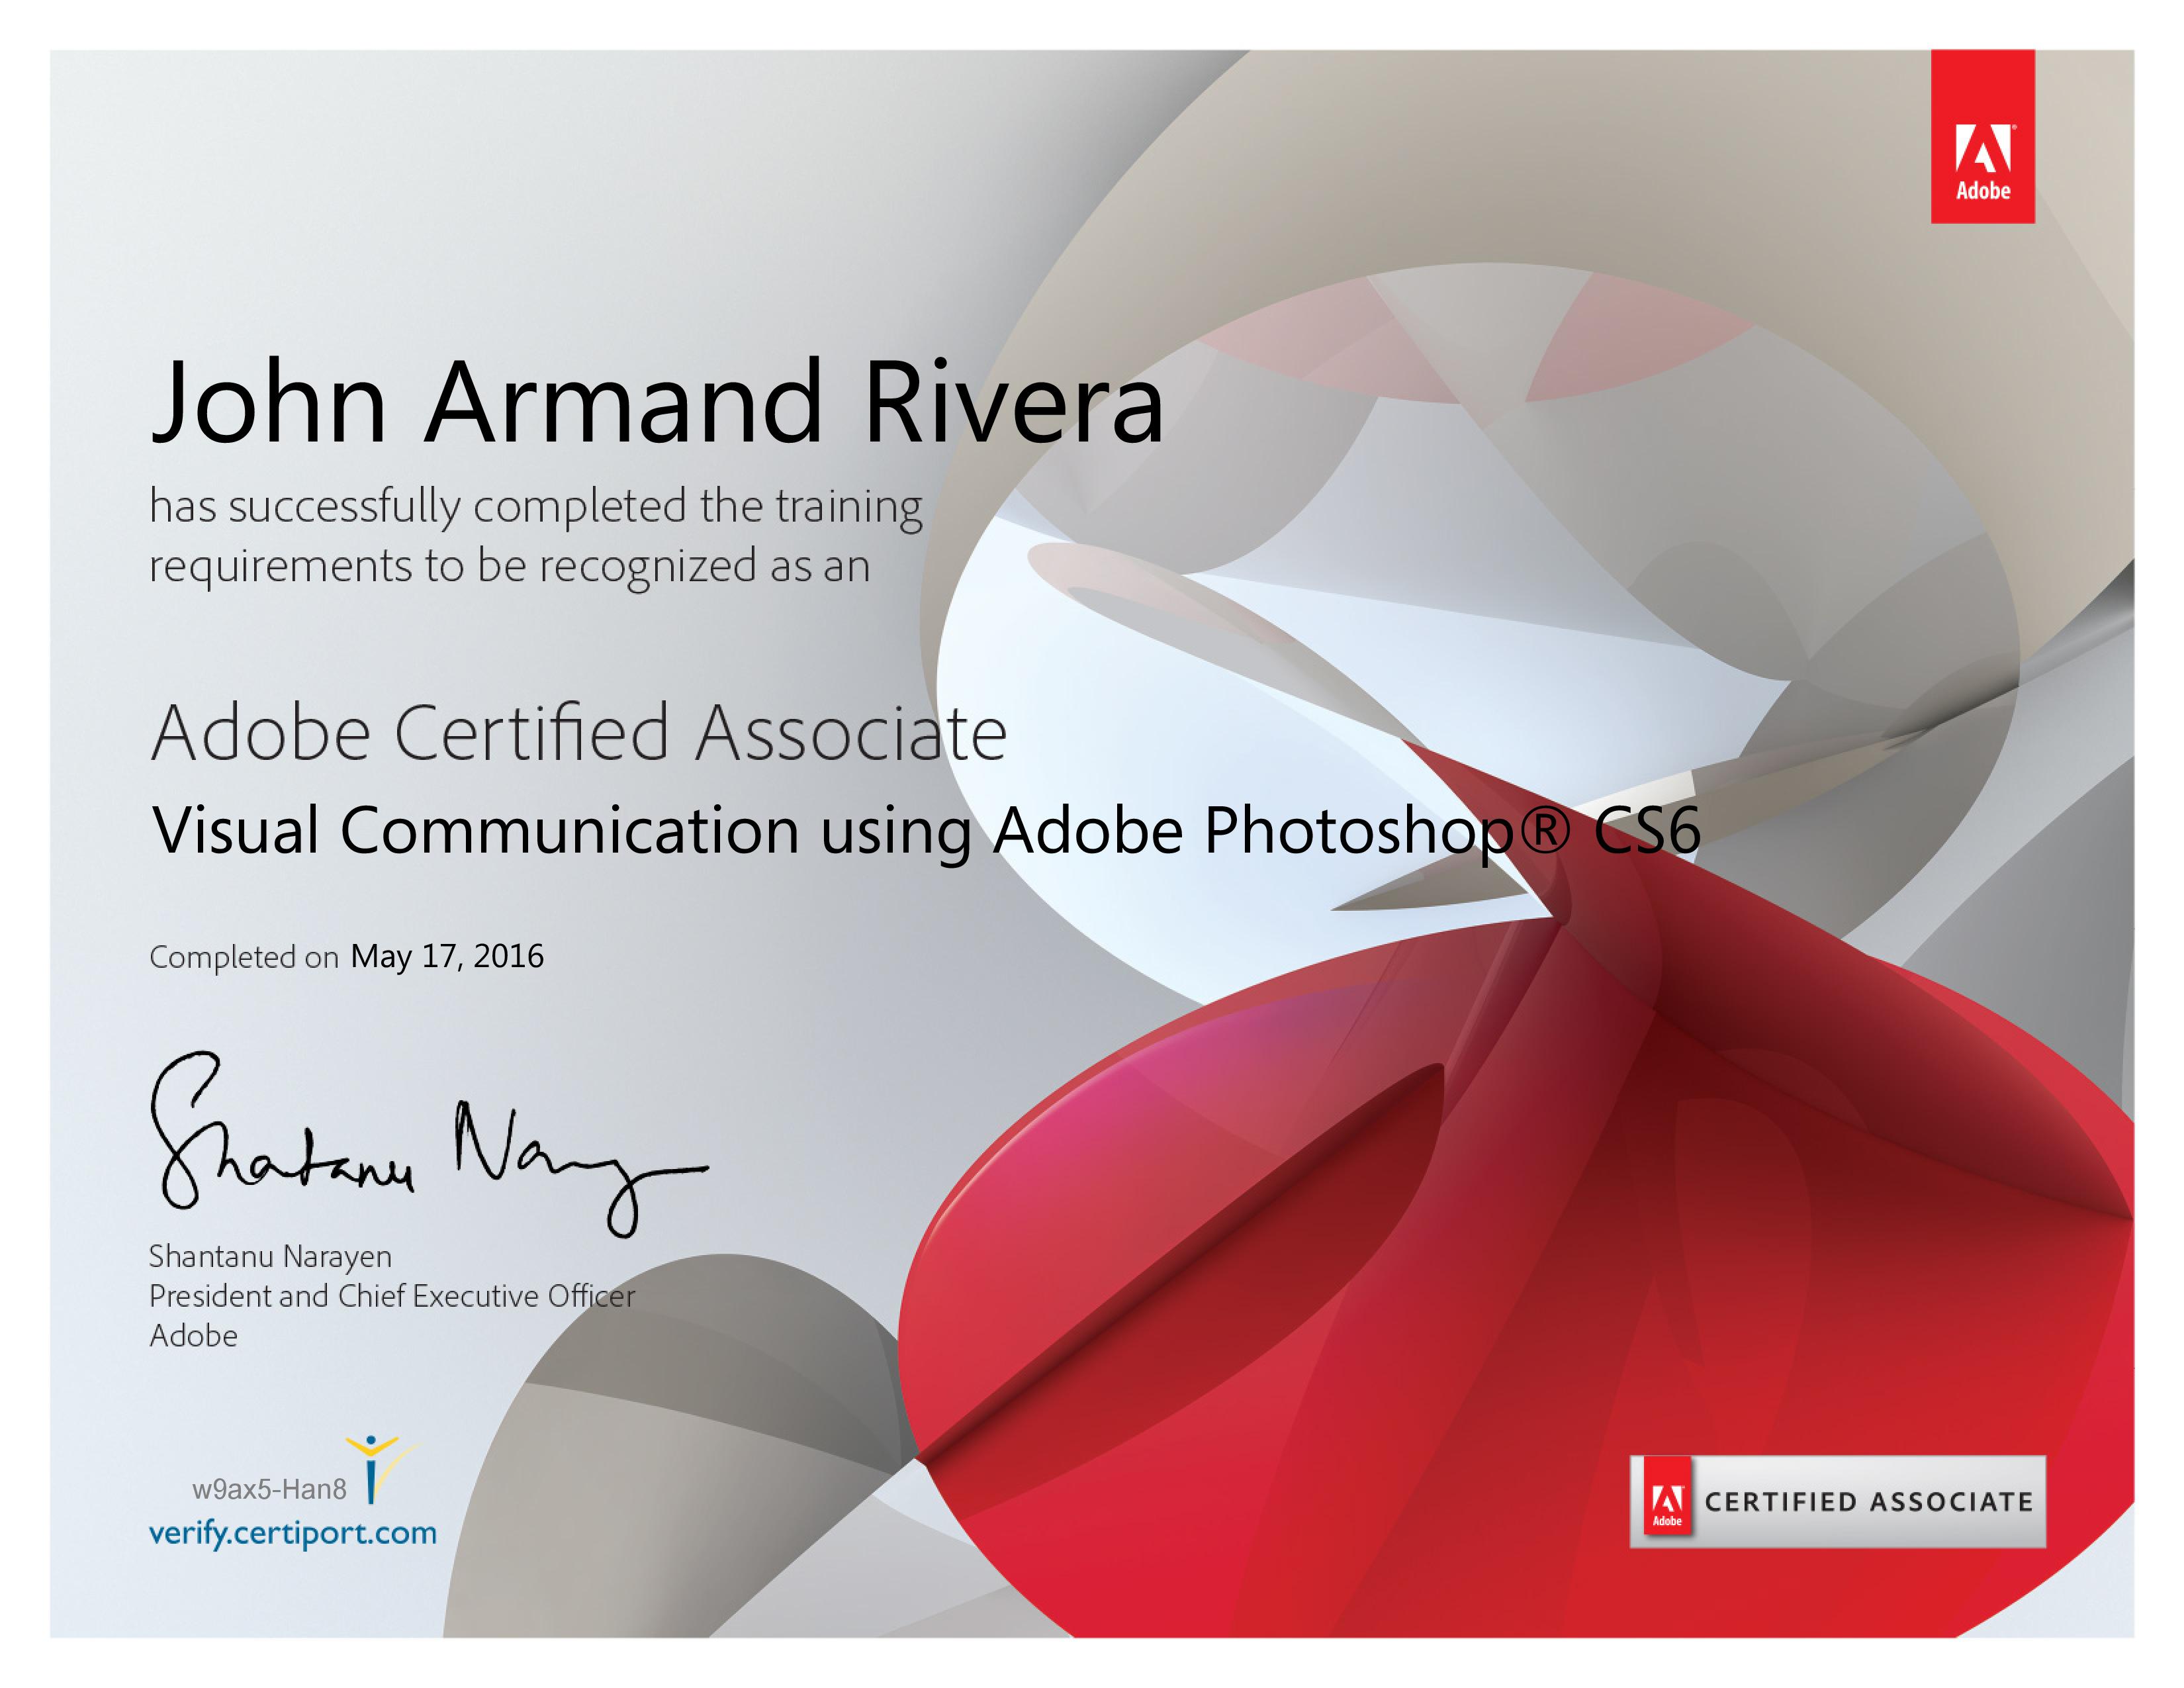 Adobe
John Armand Rivera
has successfully completed the training
requirements to be recognized as an
Adobe Certified Associate
Visual Communication using Adobe Photoshop® CS6
Completed on May 17, 2016
Shantanu Narayen
Shantanu Narayen
President and Chief Executive Officer
Adobe
w9ax5-Han8
verify.certiport.com
Adobe
CERTIFIED ASSOCIATE